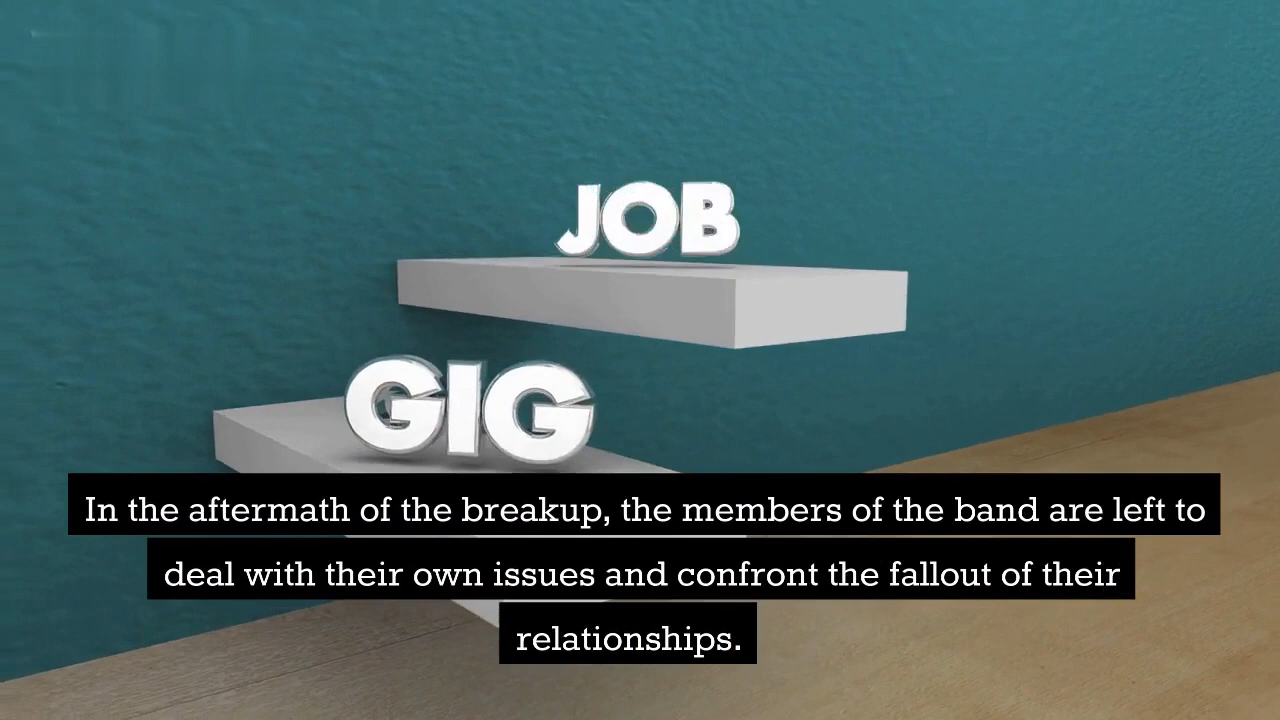 JOB
GIG
In the aftermath of the breakup, the members of the band are left to
deal with their own issues and confront the fallout of their
relationships.